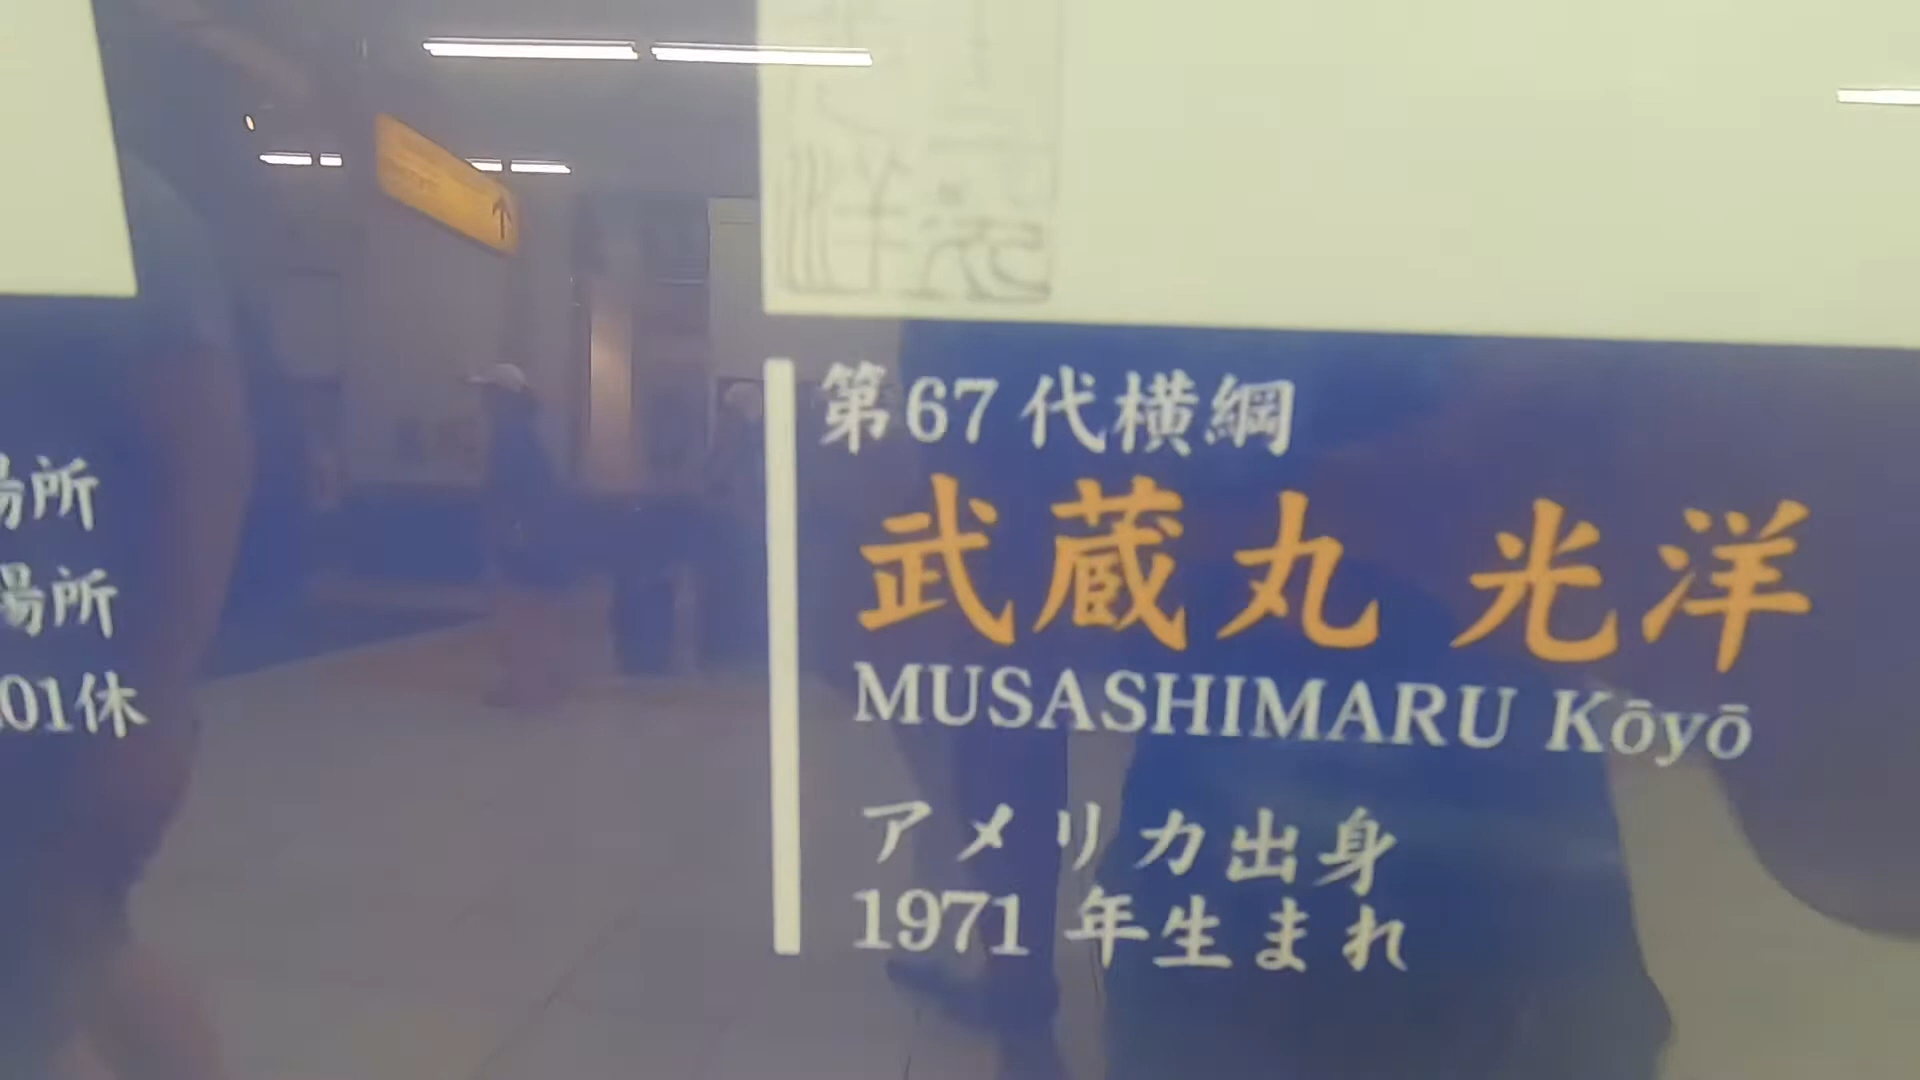 場所
場所
101休
第67代横綱
武蔵丸 光洋
MUSASHIMARU Kōyō
アメリカ出身
1971年生まれ